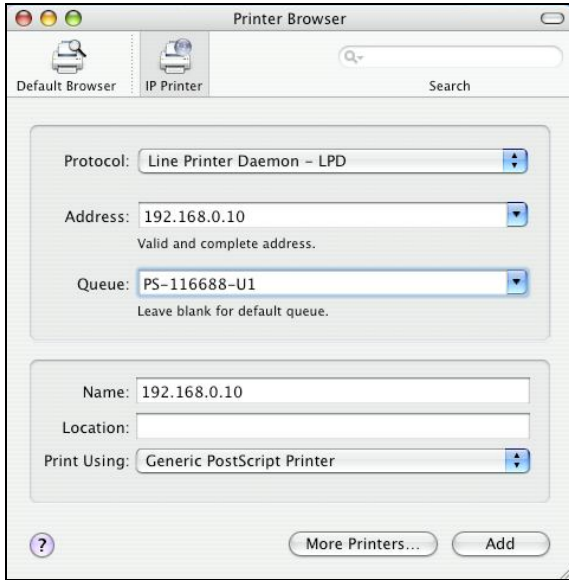 Printer Browser
Default Browser
IP Printer
Search
Protocol: Line Printer Daemon - LPD
Address: 192.168.0.10
Valid and complete address.
Queue: PS-116688-U1
Leave blank for default queue.
Name: 192.168.0.10
Location:
Print Using: Generic PostScript Printer
? More Printers... Add